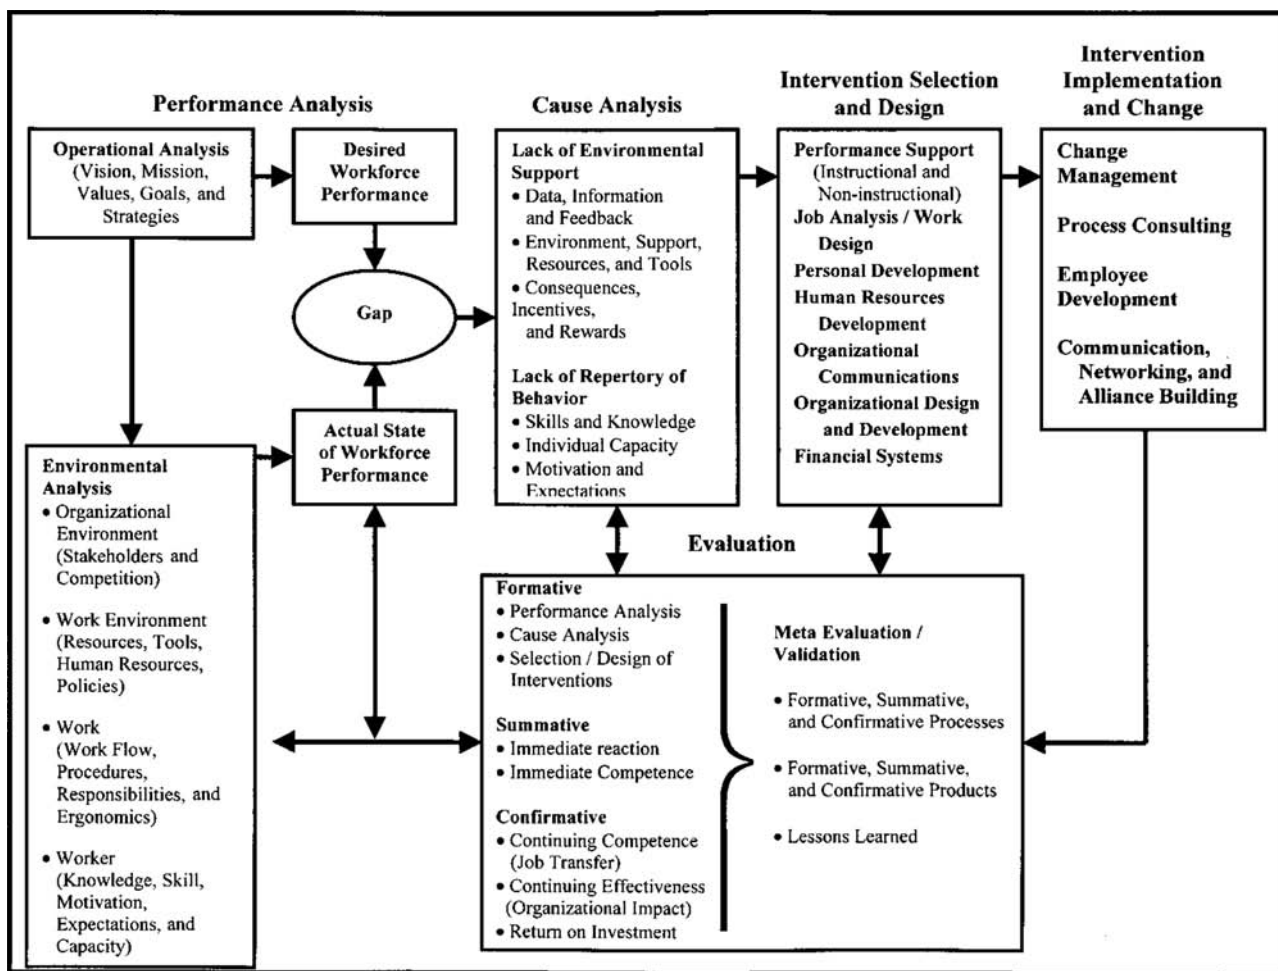 Performance Analysis
Cause Analysis
Intervention Selection
and Design
Intervention
Implementation
and Change
Operational Analysis
(Vision, Mission,
Values, Goals, and
Strategies
Desired
Workforce
Performance
Gap
Actual State
of Workforce
Performance
Environmental
Analysis
• Organizational
Environment
(Stakeholders and
Competition)
• Work Environment
(Resources, Tools,
Human Resources,
Policies)
• Work
(Work Flow,
Procedures,
Responsibilities, and
Ergonomics)
• Worker
(Knowledge, Skill,
Motivation,
Expectations, and
Capacity)
Lack of Environmental
Support
• Data, Information
and Feedback
• Environment, Support,
Resources, and Tools
• Consequences,
Incentives,
and Rewards
Lack of Repertory of
Behavior
• Skills and Knowledge
• Individual Capacity
• Motivation and
Expectations
Performance Support
(Instructional and
Non-instructional)
Job Analysis / Work
Design
Personal Development
Human Resources
Development
Organizational
Communications
Organizational Design
and Development
Financial Systems
Change
Management
Process Consulting
Employee
Development
Communication,
Networking, and
Alliance Building
Evaluation
Formative
• Performance Analysis
• Cause Analysis
• Selection / Design of
Interventions
Summative
• Immediate reaction
• Immediate Competence
Confirmative
• Continuing Competence
(Job Transfer)
• Continuing Effectiveness
(Organizational Impact)
• Return on Investment
Meta Evaluation /
Validation
• Formative, Summative,
and Confirmative Processes
• Formative, Summative,
and Confirmative Products
• Lessons Learned